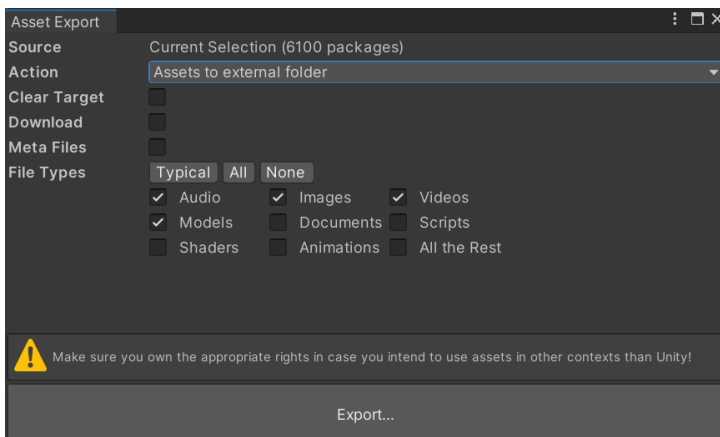 Asset Export
Source Current Selection (6100 packages)
Action Assets to external folder
Clear Target
Download
Meta Files
File Types Typical All None
Audio Images Videos
Models Documents Scripts
Shaders Animations All the Rest
Make sure you own the appropriate rights in case you intend to use assets in other contexts than Unity!
Export...